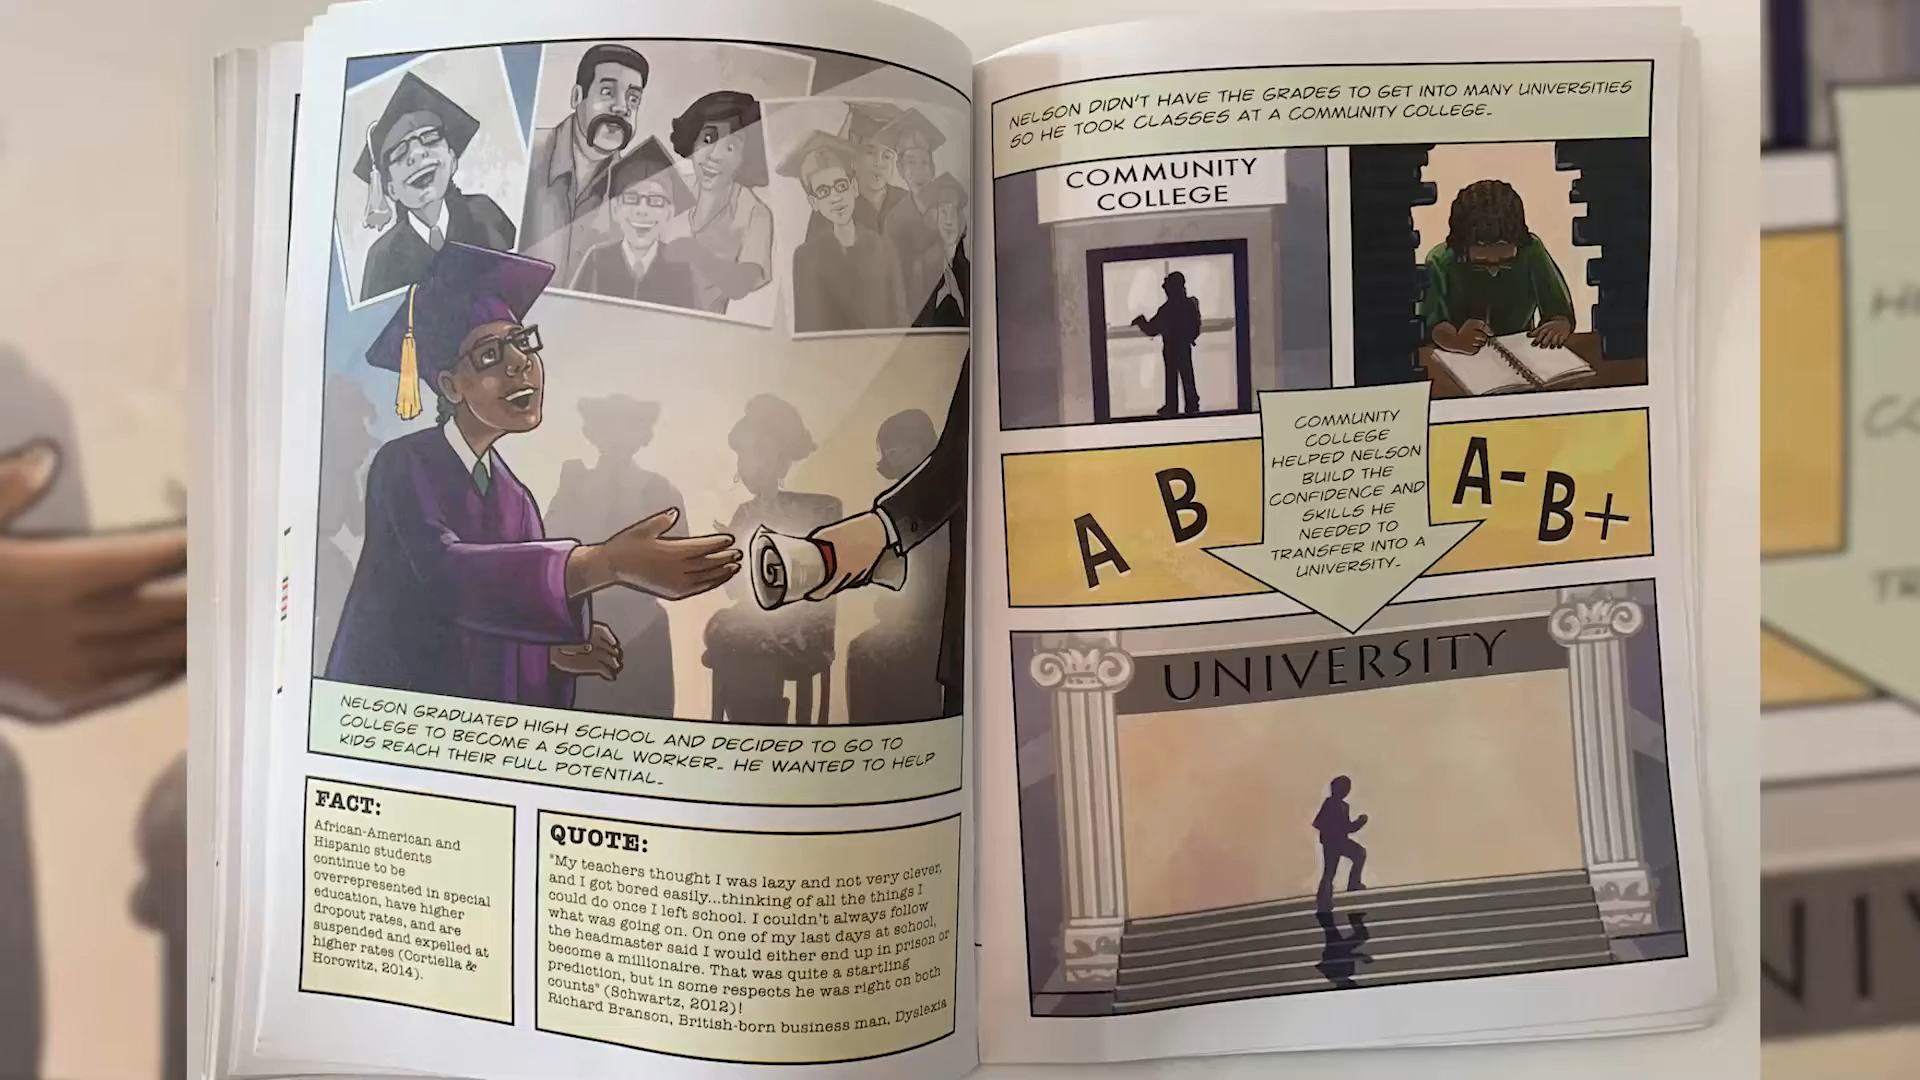 NELSON GRADUATED HIGH SCHOOL AND DECIDED TO GO TO
COLLEGE TO BECOME A SOCIAL WORKER. HE WANTED TO HELP
KIDS REACH THEIR FULL POTENTIAL.
FACT:
African-American and
Hispanic students
continue to be
overrepresented in special
education, have higher
dropout rates, and are
suspended and expelled at
higher rates (Cortiella &
Horowitz, 2014).
QUOTE:
"My teachers thought I was lazy and not very clever,
and I got bored easily...thinking of all the things I
could do once I left school. I couldn't always follow
what was going on. On one of my last days at school,
the headmaster said I would either end up in prison or
become a millionaire. That was quite a startling
prediction, but in some respects he was right on both
counts" (Schwartz, 2012)!
Richard Branson, British-born business man, Dyslexia
NELSON DIDN'T HAVE THE GRADES TO GET INTO MANY UNIVERSITIES
SO HE TOOK CLASSES AT A COMMUNITY COLLEGE.
COMMUNITY
COLLEGE
A B
COMMUNITY
COLLEGE
HELPED NELSON
BUILD THE
CONFIDENCE AND
SKILLS HE
NEEDED TO
TRANSFER INTO A
UNIVERSITY.
A- B+
UNIVERSITY